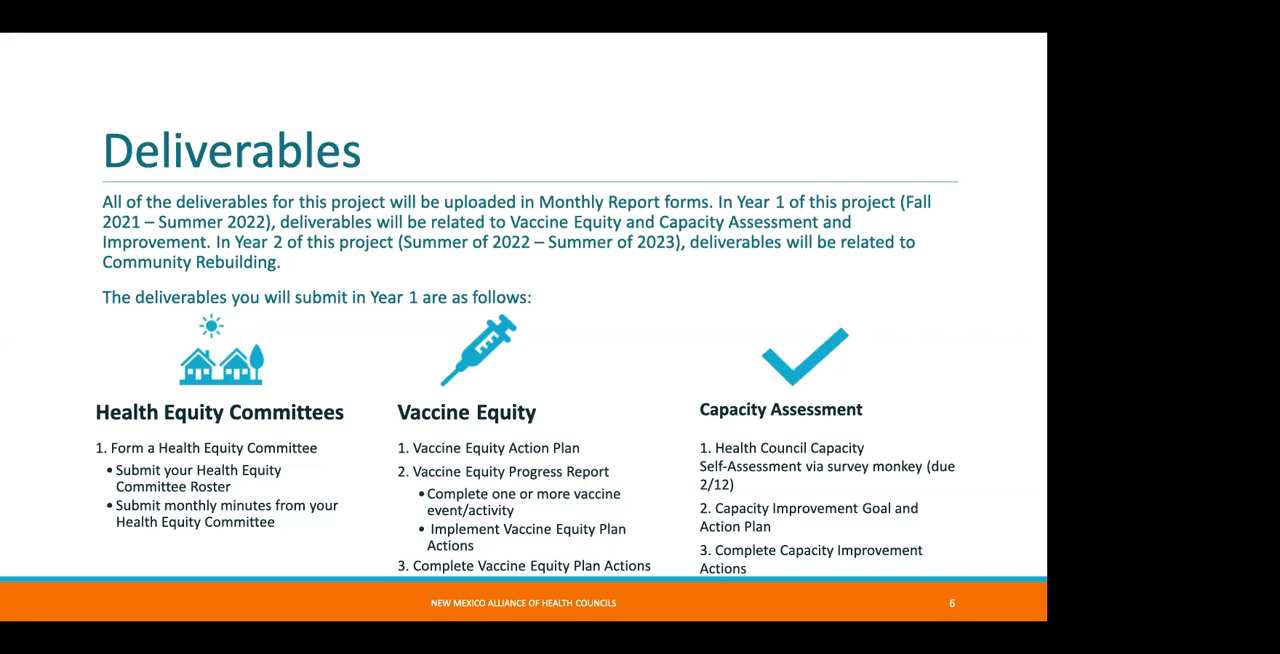 Deliverables
All of the deliverables for this project will be uploaded in Monthly Report forms. In Year 1 of this project (Fall
2021 – Summer 2022), deliverables will be related to Vaccine Equity and Capacity Assessment and
Improvement. In Year 2 of this project (Summer of 2022 – Summer of 2023), deliverables will be related to
Community Rebuilding.
The deliverables you will submit in Year 1 are as follows:
Health Equity Committees
1. Form a Health Equity Committee
• Submit your Health Equity
Committee Roster
• Submit monthly minutes from your
Health Equity Committee
Vaccine Equity
1. Vaccine Equity Action Plan
2. Vaccine Equity Progress Report
• Complete one or more vaccine
event/activity
• Implement Vaccine Equity Plan
Actions
3. Complete Vaccine Equity Plan Actions
Capacity Assessment
1. Health Council Capacity
Self-Assessment via survey monkey (due
2/12)
2. Capacity Improvement Goal and
Action Plan
3. Complete Capacity Improvement
Actions
NEW MEXICO ALLIANCE OF HEALTH COUNCILS
6